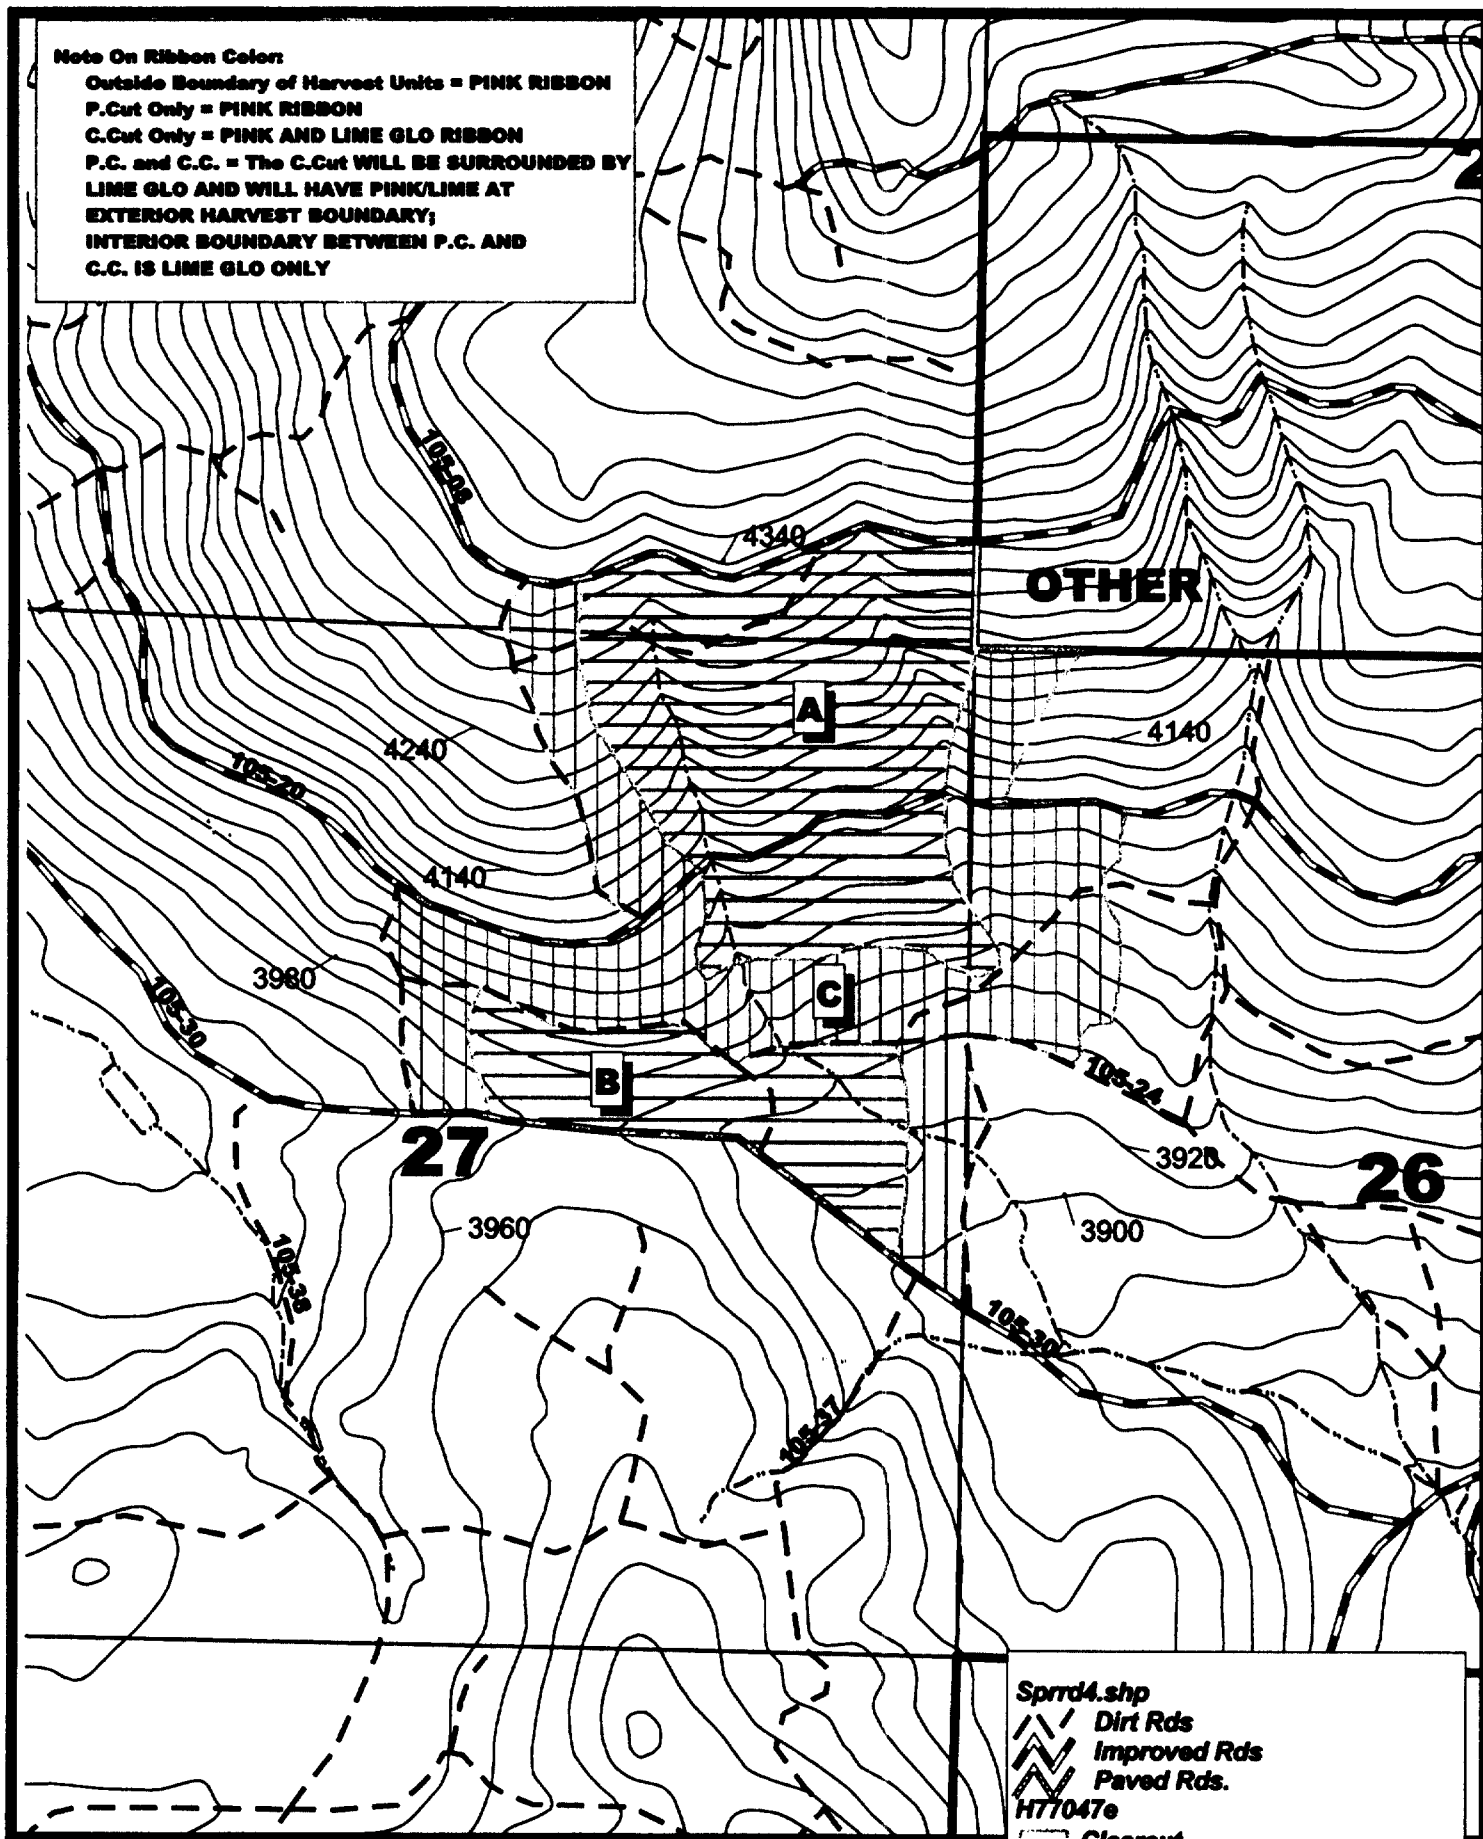 Note On Ribbon Color:
Outside Boundary of Harvest Units = PINK RIBBON
P.Cut Only = PINK RIBBON
C.Cut Only = PINK AND LIME GLO RIBBON
P.C. and C.C. = The C.Cut WILL BE SURROUNDED BY
LIME GLO AND WILL HAVE PINK/LIME AT
EXTERIOR HARVEST BOUNDARY;
INTERIOR BOUNDARY BETWEEN P.C. AND
C.C. IS LIME GLO ONLY
2
105-08
4340
OTHER
A
4240
4140
105-20
4140
3980
C
105-30
B
105-24
27
3920
26
3960
3900
105-38
105-30
105-37
Sprrd4.shp
Dirt Rds
Improved Rds
Paved Rds.
H77047e
Clearcut